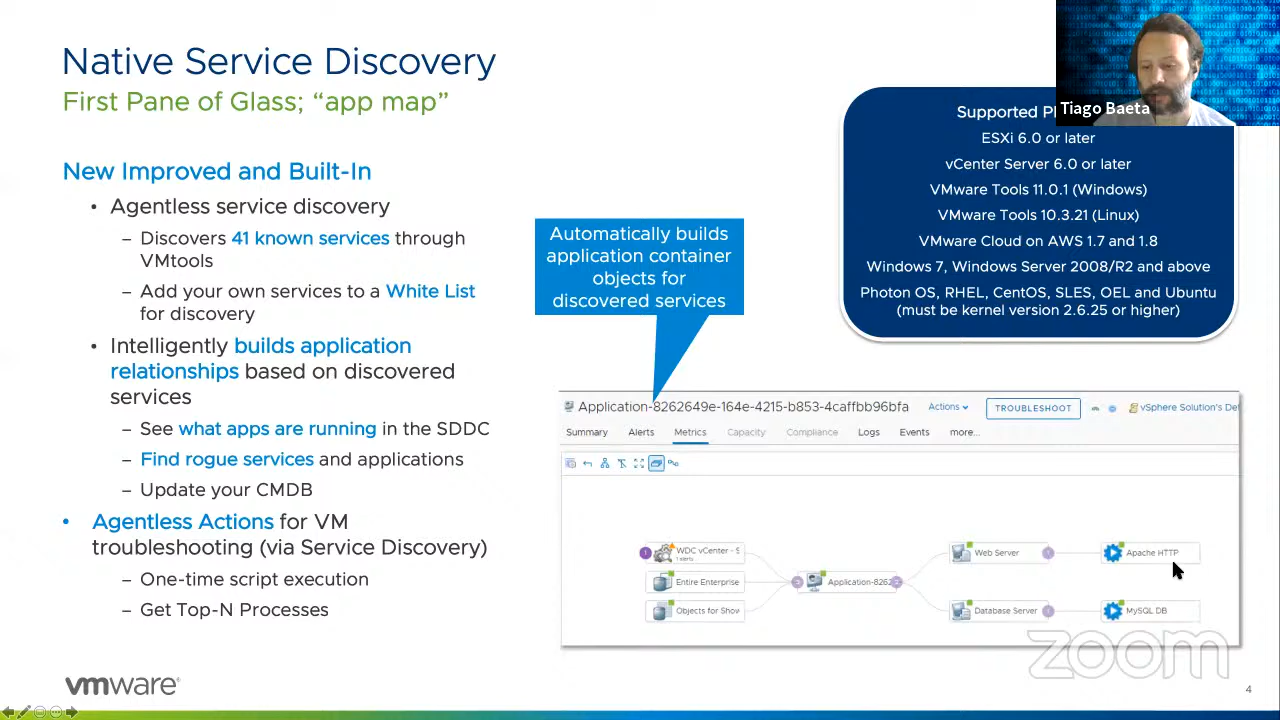 Native Service Discovery
First Pane of Glass; “app map”
Tiago Baeta
New Improved and Built-In
• Agentless service discovery
– Discovers 41 known services through
VMtools
– Add your own services to a White List
for discovery
• Intelligently builds application
relationships based on discovered
services
– See what apps are running in the SDDC
– Find rogue services and applications
– Update your CMDB
• Agentless Actions for VM
troubleshooting (via Service Discovery)
– One-time script execution
– Get Top-N Processes
Automatically builds
application container
objects for
discovered services
Supported
ESXi 6.0 or later
vCenter Server 6.0 or later
VMware Tools 11.0.1 (Windows)
VMware Tools 10.3.21 (Linux)
VMware Cloud on AWS 1.7 and 1.8
Windows 7, Windows Server 2008/R2 and above
Photon OS, RHEL, CentOS, SLES, OEL and Ubuntu
(must be kernel version 2.6.25 or higher)
Application-8262649e-164e-4215-b853-4caffbb96bfa Actions TROUBLESHOOT vSphere Solution's Def
Summary Alerts Metrics Capacity Compliance Logs Events more...
WDC vCenter - S
1 alerts
Entire Enterprise
Objects for Shov
Application-8262
Web Server
Apache HTTP
Database Server
MySQL DB
zoom
vmware
4